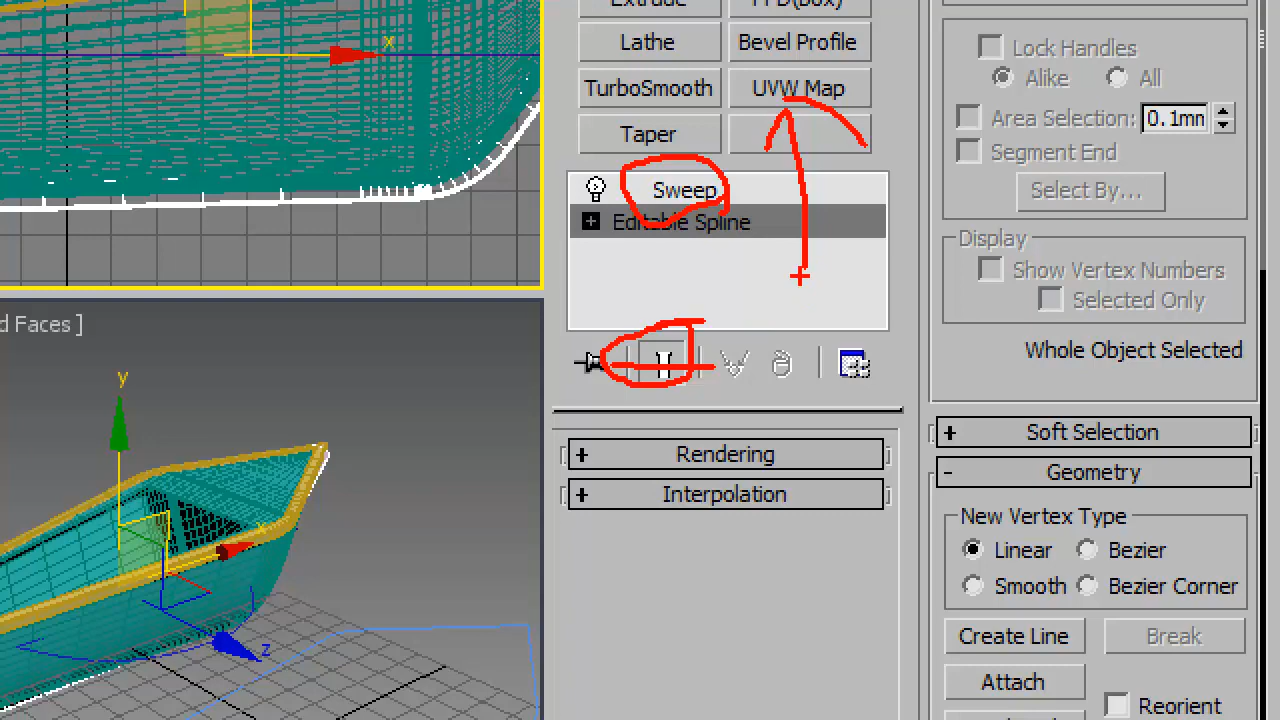 Extrude FFD(Box)
Lathe Bevel Profile
TurboSmooth UVW Map
Taper
Sweep
Editable Spline
d Faces ]
y
x
x
z
Rendering
Interpolation
Lock Handles
Alike All
Area Selection: 0.1mm
Segment End
Select By...
Display
Show Vertex Numbers
Selected Only
Whole Object Selected
+ Soft Selection
- Geometry
New Vertex Type
Linear Bezier
Smooth Bezier Corner
Create Line Break
Attach
Reorient